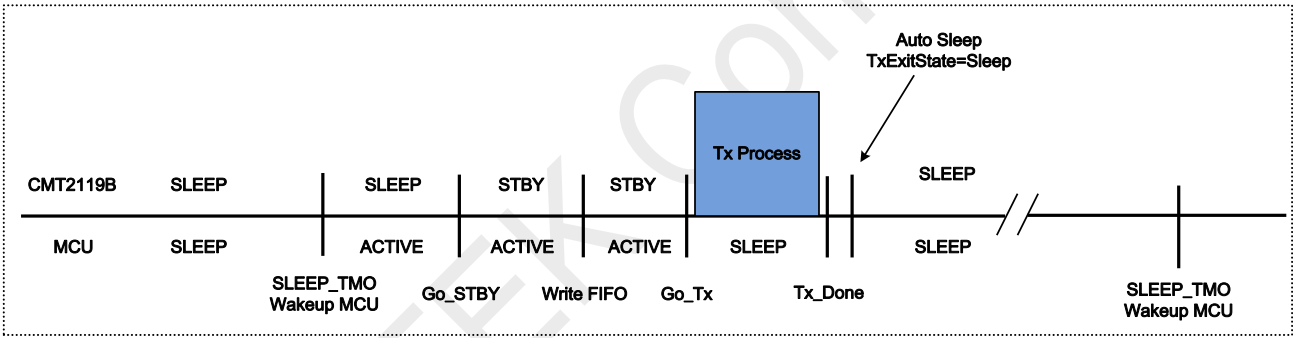 Auto Sleep
TxExitState=Sleep
Tx Process
CMT2119B SLEEP SLEEP STBY STBY SLEEP
MCU SLEEP ACTIVE ACTIVE ACTIVE SLEEP SLEEP
SLEEP_TMO
Wakeup MCU
Go_STBY
Write FIFO
Go_Tx
Tx_Done
SLEEP_TMO
Wakeup MCU